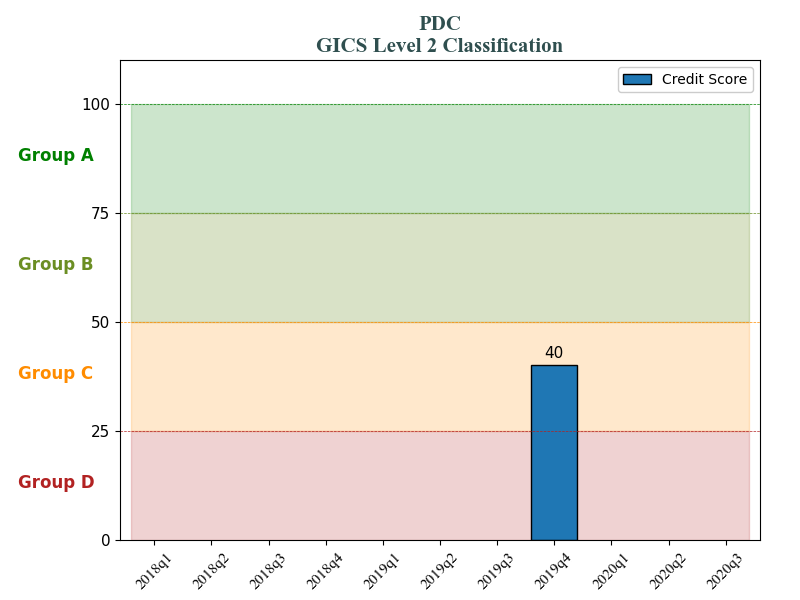 PDC
GICS Level 2 Classification
Credit Score
100
Group A
75
Group B
50
40
Group C
25
Group D
0
2018q1 2018q2 2018q3 2018q4 2019q1 2019q2 2019q3 2019q4 2020q1 2020q2 2020q3